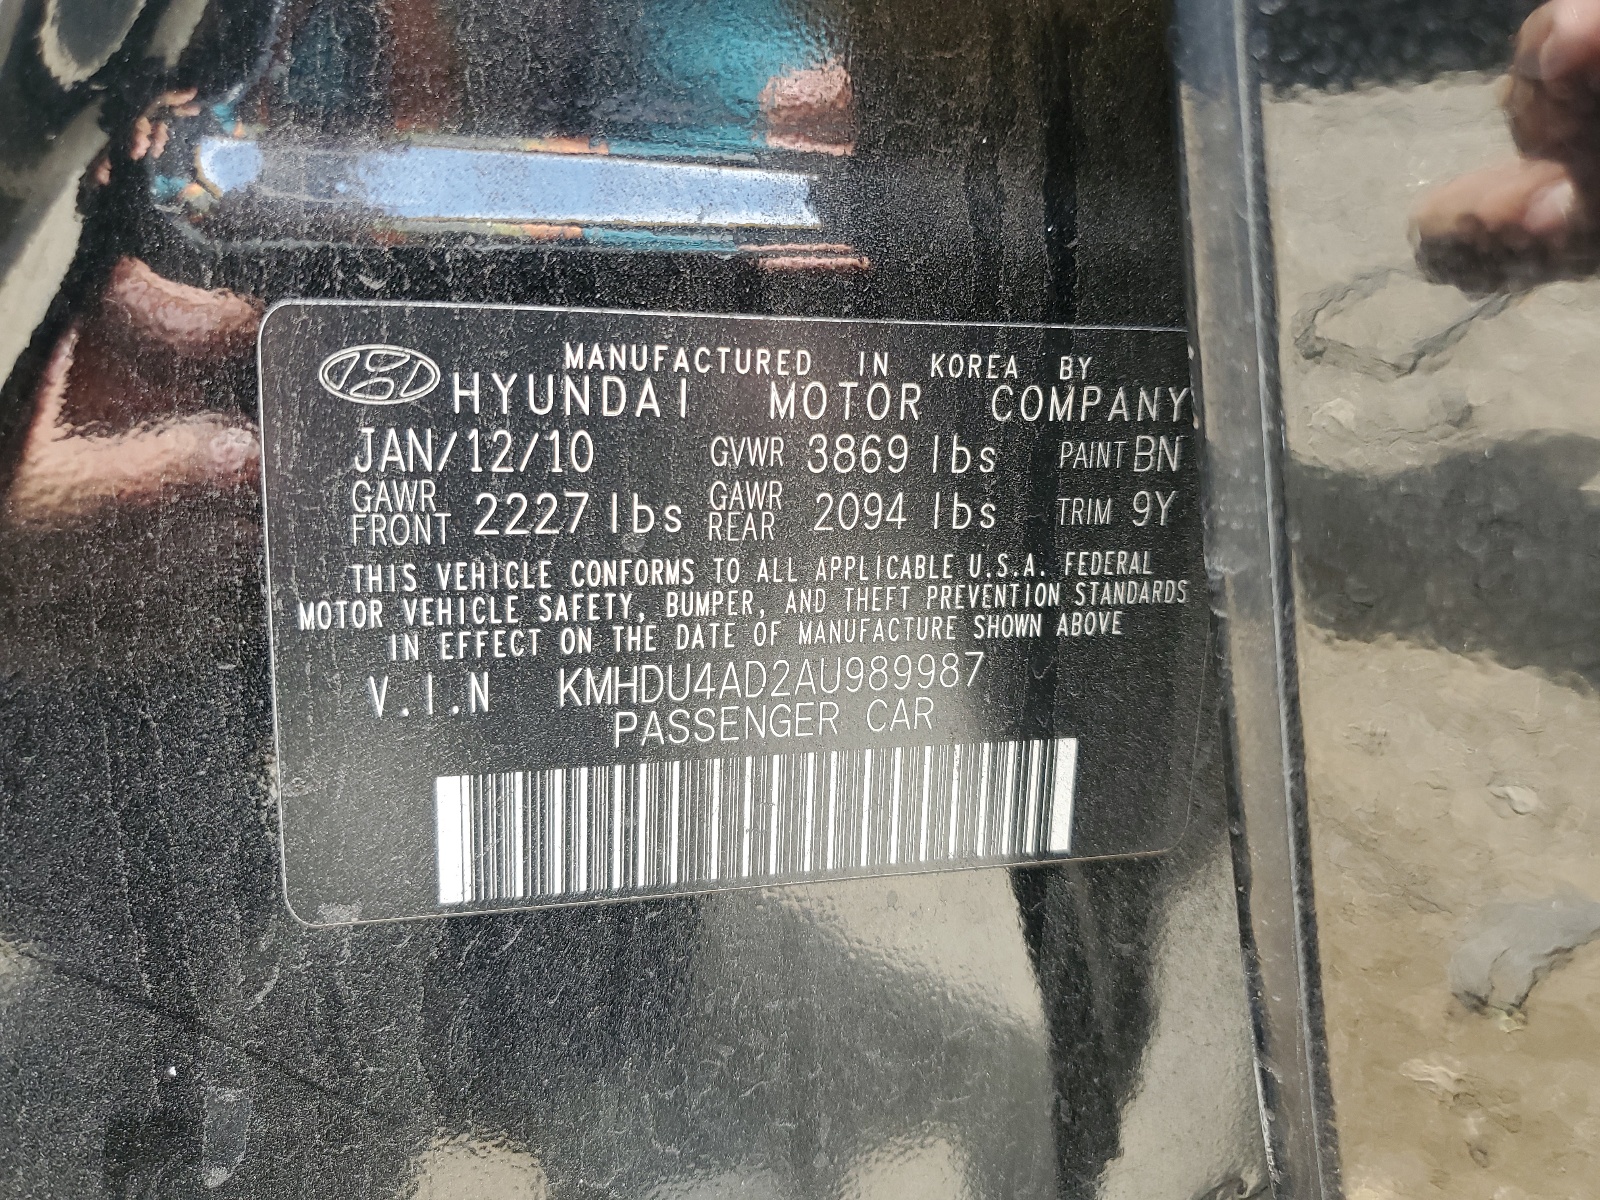 MANUFACTURED IN KOREA BY
HYUNDAI MOTOR COMPANY
JAN/12/10 GVWR 3869 lbs PAINT BN
GAWR FRONT 2227 lbs GAWR REAR 2094 lbs TRIM 9Y
THIS VEHICLE CONFORMS TO ALL APPLICABLE U.S.A. FEDERAL
MOTOR VEHICLE SAFETY, BUMPER, AND THEFT PREVENTION STANDARDS
IN EFFECT ON THE DATE OF MANUFACTURE SHOWN ABOVE
V.I.N KMHDU4AD2AU989987
PASSENGER CAR